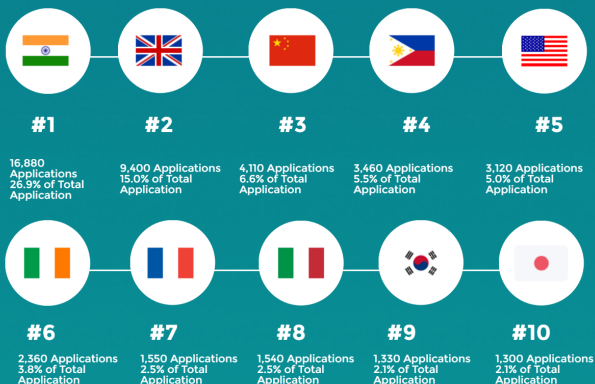 #1
#2
#3
#4
#5
16,880
Applications
26.9% of Total
Application
9,400 Applications
15.0% of Total
Application
4,110 Applications
6.6% of Total
Application
3,460 Applications
5.5% of Total
Application
3,120 Applications
5.0% of Total
Application
#6
#7
#8
#9
#10
2,360 Applications
3.8% of Total
Application
1,550 Applications
2.5% of Total
Application
1,540 Applications
2.5% of Total
Application
1,330 Applications
2.1% of Total
Application
1,300 Applications
2.1% of Total
Application